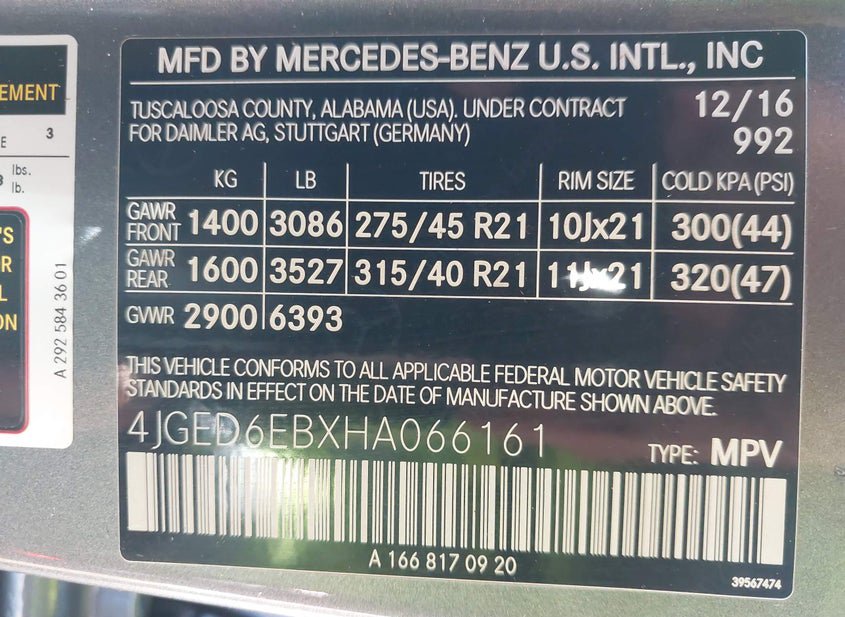 MFD BY MERCEDES-BENZ U.S. INTL., INC
TUSCALOOSA COUNTY, ALABAMA (USA). UNDER CONTRACT
FOR DAIMLER AG, STUTTGART (GERMANY)
12/16
992
KG LB TIRES RIM SIZE COLD KPA(PSI)
GAWR FRONT 1400 3086 275/45 R21 10Jx21 300(44)
GAWR REAR 1600 3527 315/40 R21 11Jx21 320(47)
GVWR 2900 6393
THIS VEHICLE CONFORMS TO ALL APPLICABLE FEDERAL MOTOR VEHICLE SAFETY
STANDARDS IN EFFECT ON THE DATE OF MANUFACTURE SHOWN ABOVE.
4JGED6EBXHA066161
TYPE: MPV
A 166 817 09 20
39567474
EMENT
3
lbs.
lb.
A 292 584 36 01